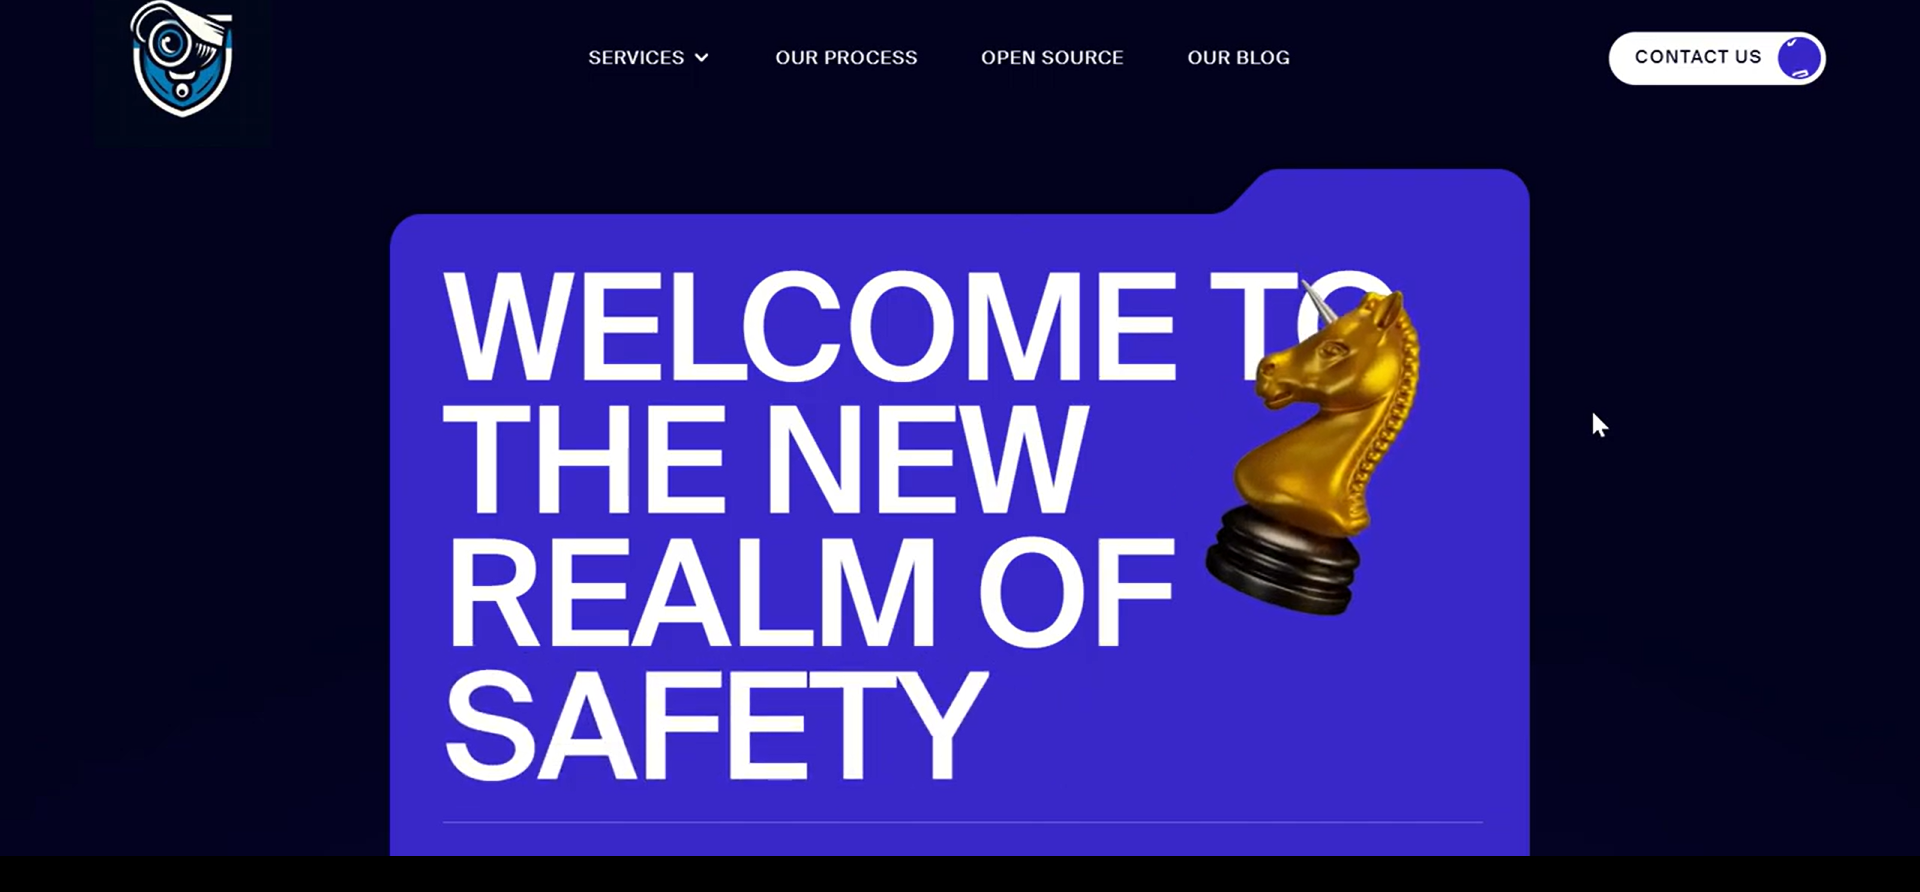 SERVICES
OUR PROCESS
OPEN SOURCE
OUR BLOG
CONTACT US
WELCOME TO
THE NEW
REALM OF
SAFETY